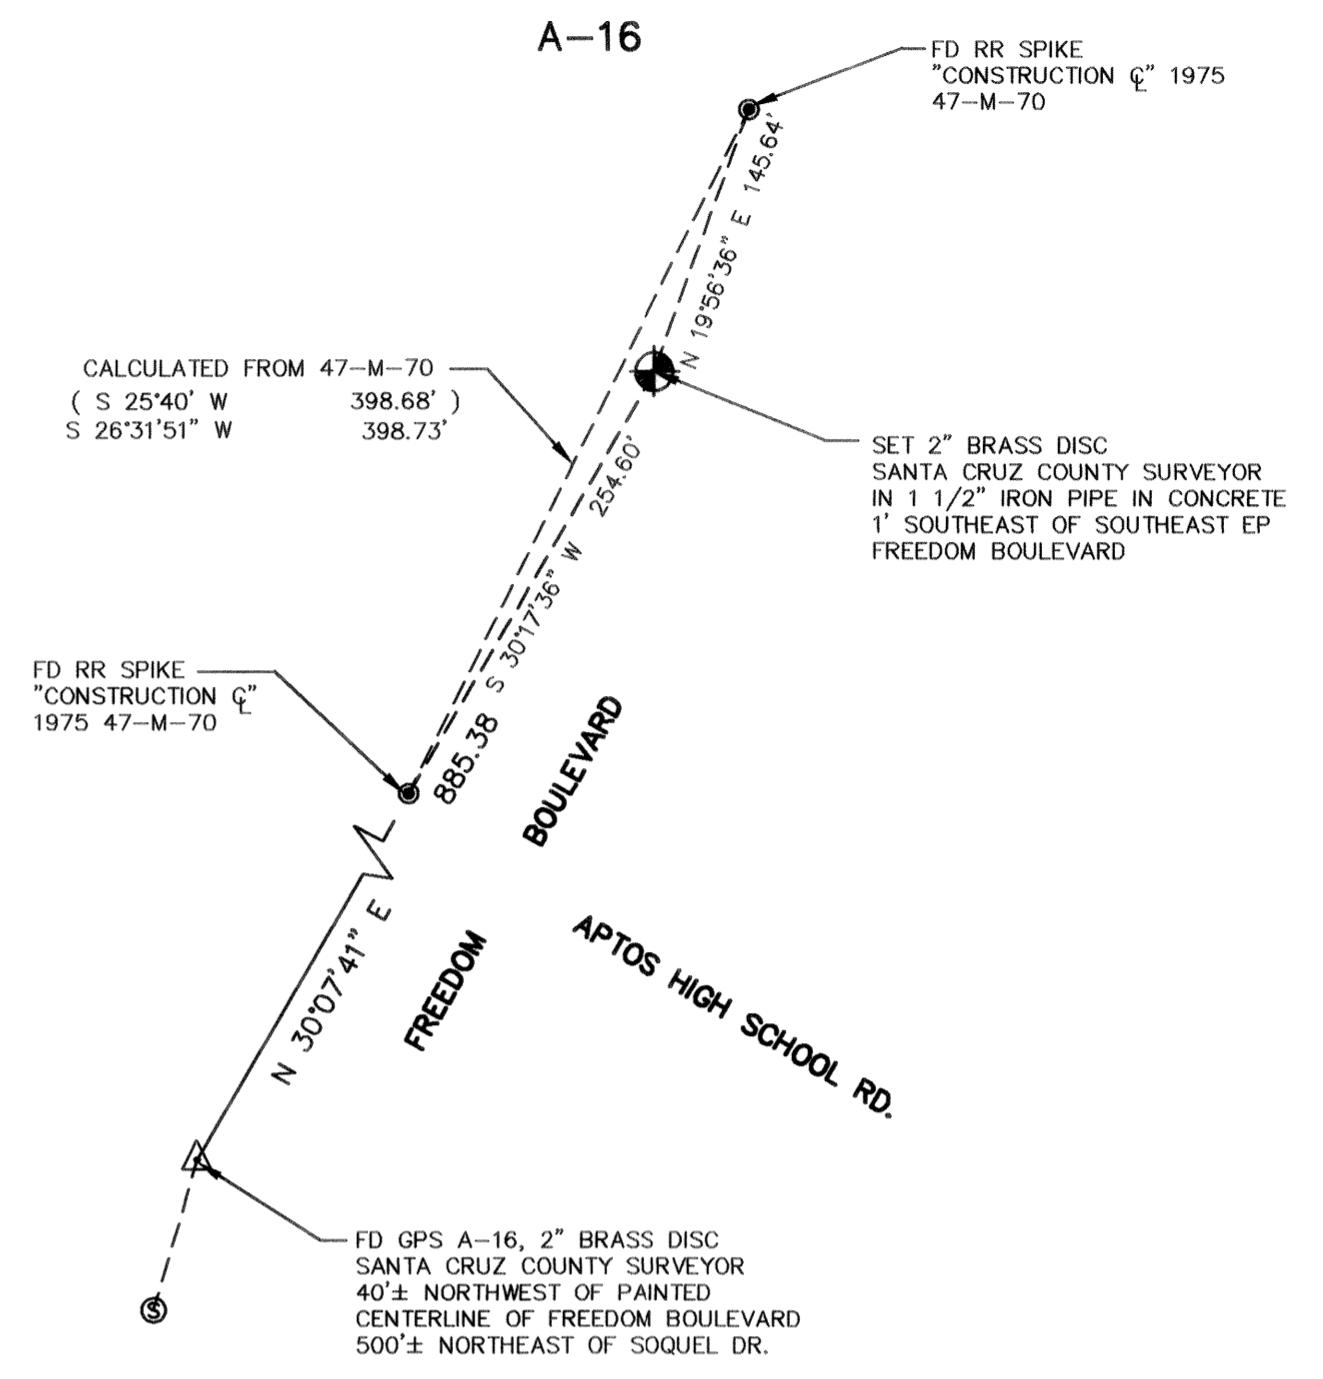 A-16
FD RR SPIKE
"CONSTRUCTION ℄" 1975
47-M-70
N 19°56'36" E 145.64'
CALCULATED FROM 47-M-70
( S 25°40' W 398.68' )
S 26°31'51" W 398.73'
SET 2" BRASS DISC
SANTA CRUZ COUNTY SURVEYOR
IN 1 1/2" IRON PIPE IN CONCRETE
1' SOUTHEAST OF SOUTHEAST EP
FREEDOM BOULEVARD
S 30°17'36" W 254.60'
FD RR SPIKE
"CONSTRUCTION ℄"
1975 47-M-70
N 30°07'41" E 885.38
FREEDOM BOULEVARD
APTOS HIGH SCHOOL RD.
FD GPS A-16, 2" BRASS DISC
SANTA CRUZ COUNTY SURVEYOR
40'± NORTHWEST OF PAINTED
CENTERLINE OF FREEDOM BOULEVARD
500'± NORTHEAST OF SOQUEL DR.
S